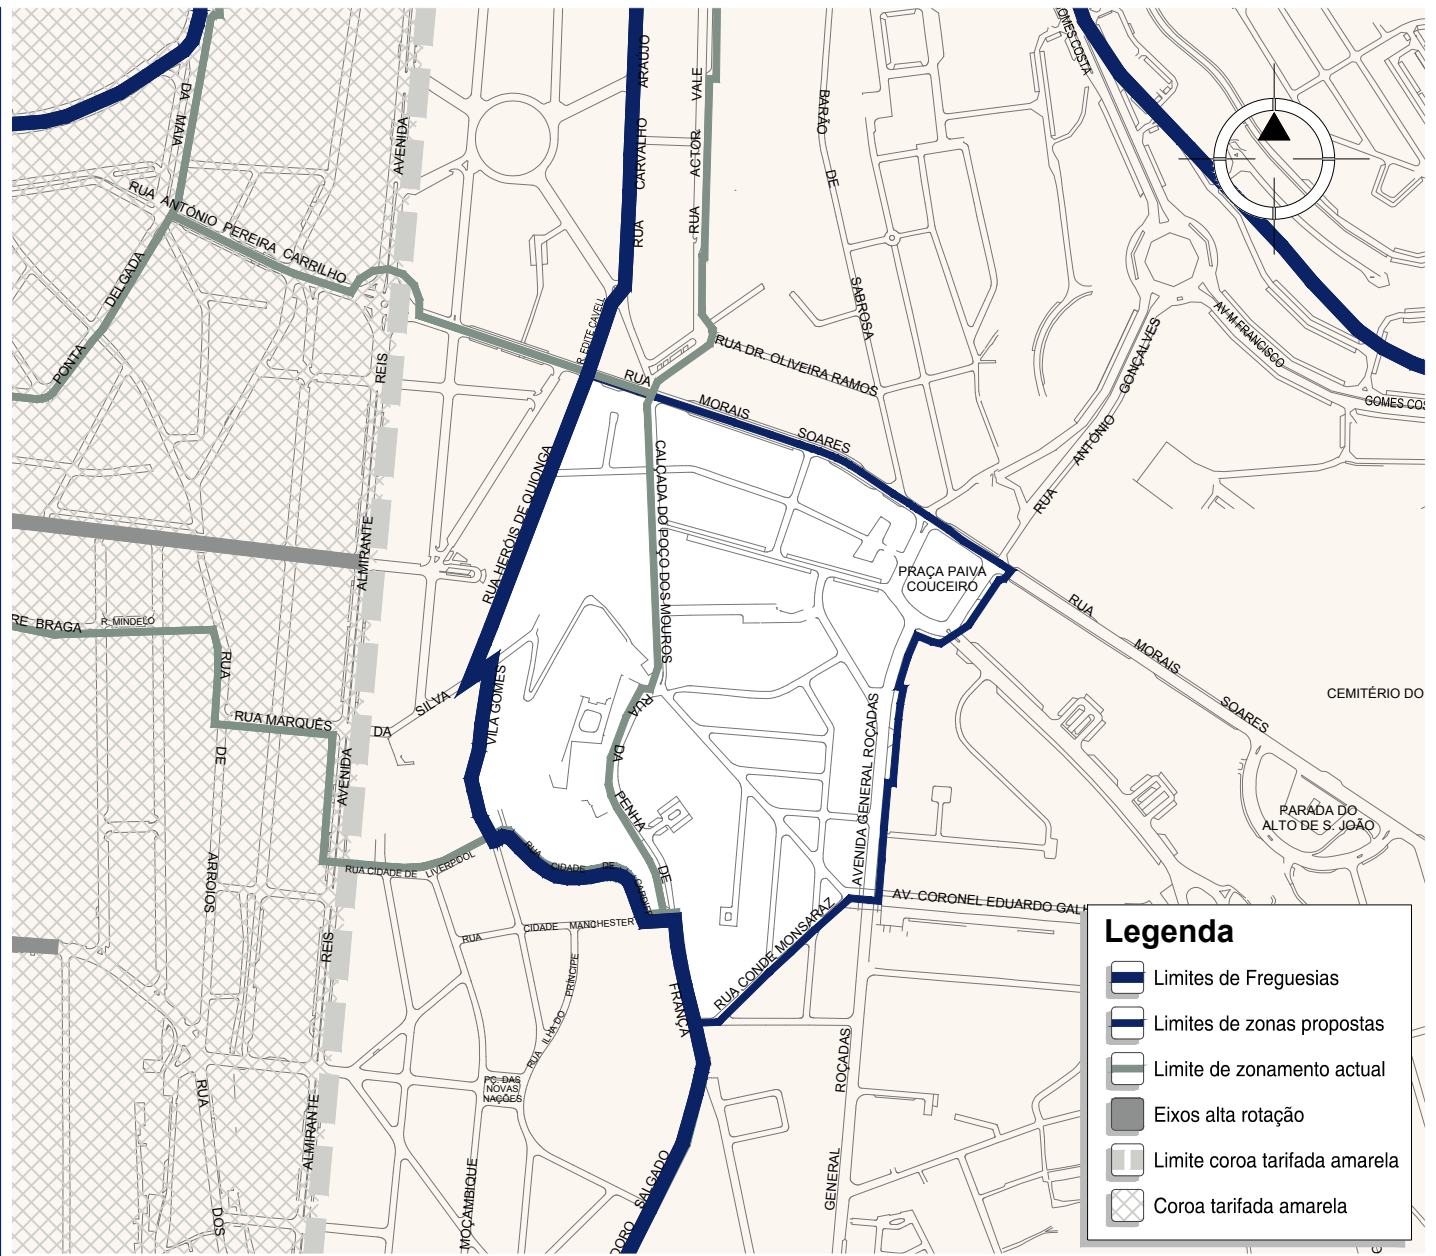 GOMES COSTA
DA MAIA
AVENIDA
RUA CARVALHO ARAÚJO
RUA ACTOR VALE
BARÃO DE SABROSA
RUA ANTÓNIO PEREIRA CARRILHO
PONTA DELGADA
R. EDITE CAVELL
REIS
RUA DR. OLIVEIRA RAMOS
AV M FRANCISCO
GOMES COS
RUA ANTÓNIO GONÇALVES
RUA MORAIS SOARES
RUA HERÓIS DE QUIONGA
CALÇADA DO POÇO DOS MOUROS
ALMIRANTE
PRAÇA PAIVA
COUCEIRO
RUA MORAIS SOARES
RE BRAGA
R. MINDELO
RUA DE ARROIOS
RUA MARQUÊS
DA SILVA
VILA GOMES
CEMITÉRIO DO
RUA DA PENHA DE FRANÇA
AVENIDA
AVENIDA GENERAL ROÇADAS
PARADA DO
ALTO DE S. JOÃO
RUA CIDADE DE LIVERPOOL
RUA CIDADE DE CARDIFF
AV. CORONEL EDUARDO GAL
RUA CIDADE MANCHESTER
RUA CONDE MONSARAZ
REIS
RUA ILHA DO PRÍNCIPE
PÇ. DAS
NOVAS
NAÇÕES
ALMIRANTE
RUA DOS
MOÇAMBIQUE
DORO SALGADO
GENERAL ROÇADAS
Legenda
Limites de Freguesias
Limites de zonas propostas
Limite de zonamento actual
Eixos alta rotação
Limite coroa tarifada amarela
Coroa tarifada amarela